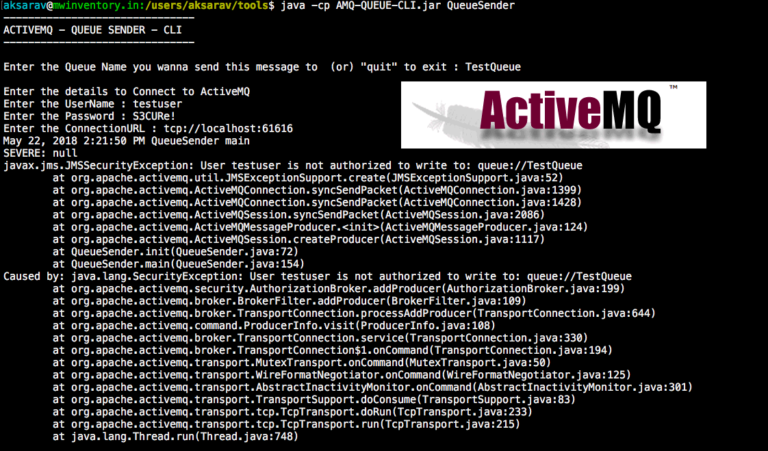 aksarav@mwinventory.in:/users/aksarav/tools$ java -cp AMQ-QUEUE-CLI.jar QueueSender
------------------------------
ACTIVEMQ - QUEUE SENDER - CLI
------------------------------
Enter the Queue Name you wanna send this message to  (or) "quit" to exit : TestQueue
Enter the details to Connect to ActiveMQ
Enter the UserName : testuser
Enter the Password : S3CURe!
Enter the ConnectionURL : tcp://localhost:61616
ActiveMQ™
May 22, 2018 2:21:50 PM QueueSender main
SEVERE: null
javax.jms.JMSSecurityException: User testuser is not authorized to write to: queue://TestQueue
        at org.apache.activemq.util.JMSExceptionSupport.create(JMSExceptionSupport.java:52)
        at org.apache.activemq.ActiveMQConnection.syncSendPacket(ActiveMQConnection.java:1399)
        at org.apache.activemq.ActiveMQConnection.syncSendPacket(ActiveMQConnection.java:1428)
        at org.apache.activemq.ActiveMQSession.syncSendPacket(ActiveMQSession.java:2086)
        at org.apache.activemq.ActiveMQMessageProducer.<init>(ActiveMQMessageProducer.java:124)
        at org.apache.activemq.ActiveMQSession.createProducer(ActiveMQSession.java:1117)
        at QueueSender.init(QueueSender.java:72)
        at QueueSender.main(QueueSender.java:154)
Caused by: java.lang.SecurityException: User testuser is not authorized to write to: queue://TestQueue
        at org.apache.activemq.security.AuthorizationBroker.addProducer(AuthorizationBroker.java:199)
        at org.apache.activemq.broker.BrokerFilter.addProducer(BrokerFilter.java:109)
        at org.apache.activemq.broker.TransportConnection.processAddProducer(TransportConnection.java:644)
        at org.apache.activemq.command.ProducerInfo.visit(ProducerInfo.java:108)
        at org.apache.activemq.broker.TransportConnection.service(TransportConnection.java:330)
        at org.apache.activemq.broker.TransportConnection$1.onCommand(TransportConnection.java:194)
        at org.apache.activemq.transport.MutexTransport.onCommand(MutexTransport.java:50)
        at org.apache.activemq.transport.WireFormatNegotiator.onCommand(WireFormatNegotiator.java:125)
        at org.apache.activemq.transport.AbstractInactivityMonitor.onCommand(AbstractInactivityMonitor.java:301)
        at org.apache.activemq.transport.TransportSupport.doConsume(TransportSupport.java:83)
        at org.apache.activemq.transport.tcp.TcpTransport.doRun(TcpTransport.java:233)
        at org.apache.activemq.transport.tcp.TcpTransport.run(TcpTransport.java:215)
        at java.lang.Thread.run(Thread.java:748)